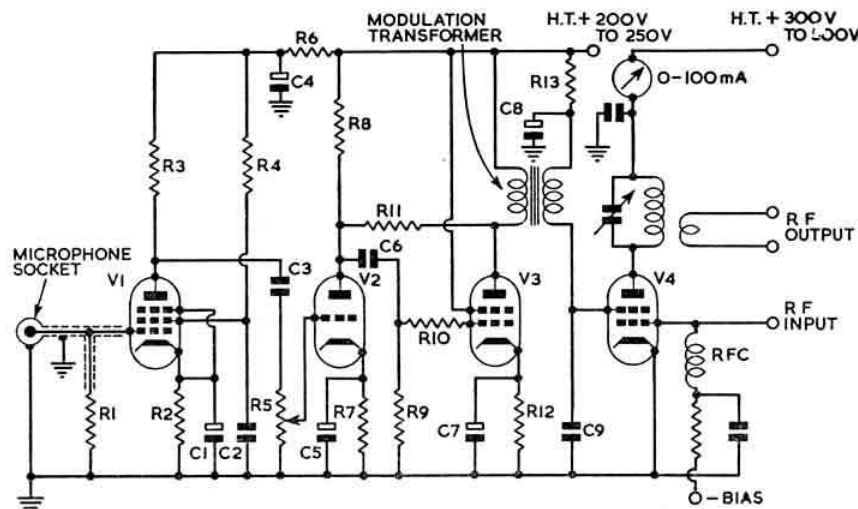 MODULATION
TRANSFORMER
H.T. + 200V
TO 250V
H.T. + 300V
TO 400V
R6
C4
R13
0-100mA
C8
R8
R3
R4
R11
MICROPHONE
SOCKET
V1
C3
C6
V2
V3
V4
RF
OUTPUT
RF
INPUT
R10
RFC
R1
R2
R5
R7
R9
R12
C1
C2
C5
C7
C9
-BIAS